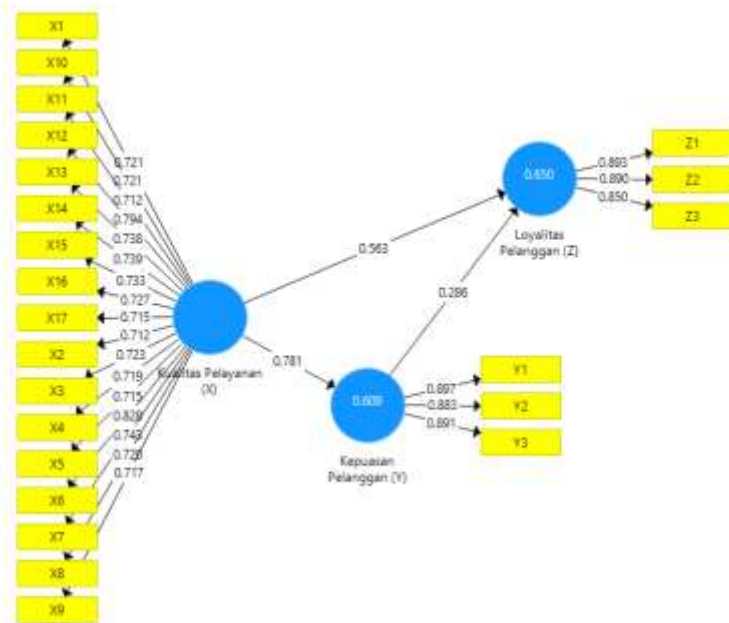 X1
X10
X11
X12
X13
X14
X15
X16
X17
X2
X3
X4
X5
X6
X7
X8
X9
0.721
0.721
0.712
0.794
0.738
0.739
0.733
0.727
0.715
0.712
0.723
0.719
0.715
0.828
0.743
0.726
0.717
Kualitas Pelayanan
(X)
0.563
0.781
0.286
0.650
Loyalitas
Pelanggan (Z)
0.893
0.890
0.850
Z1
Z2
Z3
0.609
Kepuasan
Pelanggan (Y)
0.897
0.883
0.891
Y1
Y2
Y3